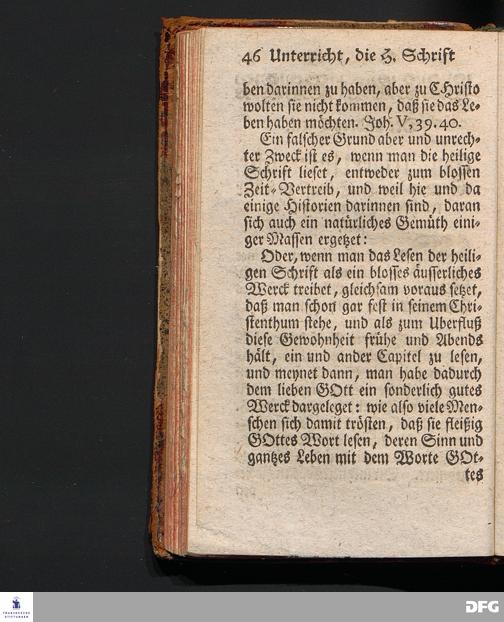 46 Unterricht, die H. Schrift
ben darinnen zu haben, aber zu CHristo
wolten sie nicht kommen, daß sie das Le-
ben haben möchten. Joh. V, 39. 40.
Ein falscher Grund aber und unrech-
ter Zweck ist es, wenn man die heilige
Schrift lieset, entweder zum blossen
Zeit-Vertreib, und weil hie und da
einige Historien darinnen sind, daran
sich auch ein natürliches Gemüth eini-
ger Massen ergetzet:
Oder, wenn man das Lesen der heili-
gen Schrift als ein blosses äusserliches
Werck treibet, gleichsam voraus setzet,
daß man schon gar fest in seinem Chri-
stenthum stehe, und als zum Uberfluß
diese Gewohnheit frühe und Abends
hält, ein und ander Capitel zu lesen,
und meynet dann, man habe dadurch
dem lieben GOtt ein sonderlich gutes
Werck dargeleget: wie also viele Men-
schen sich damit trösten, daß sie fleißig
GOttes Wort lesen, deren Sinn und
gantzes Leben mit dem Worte GOt-
tes
FRANCKESCHE
STIFTUNGEN
DFG